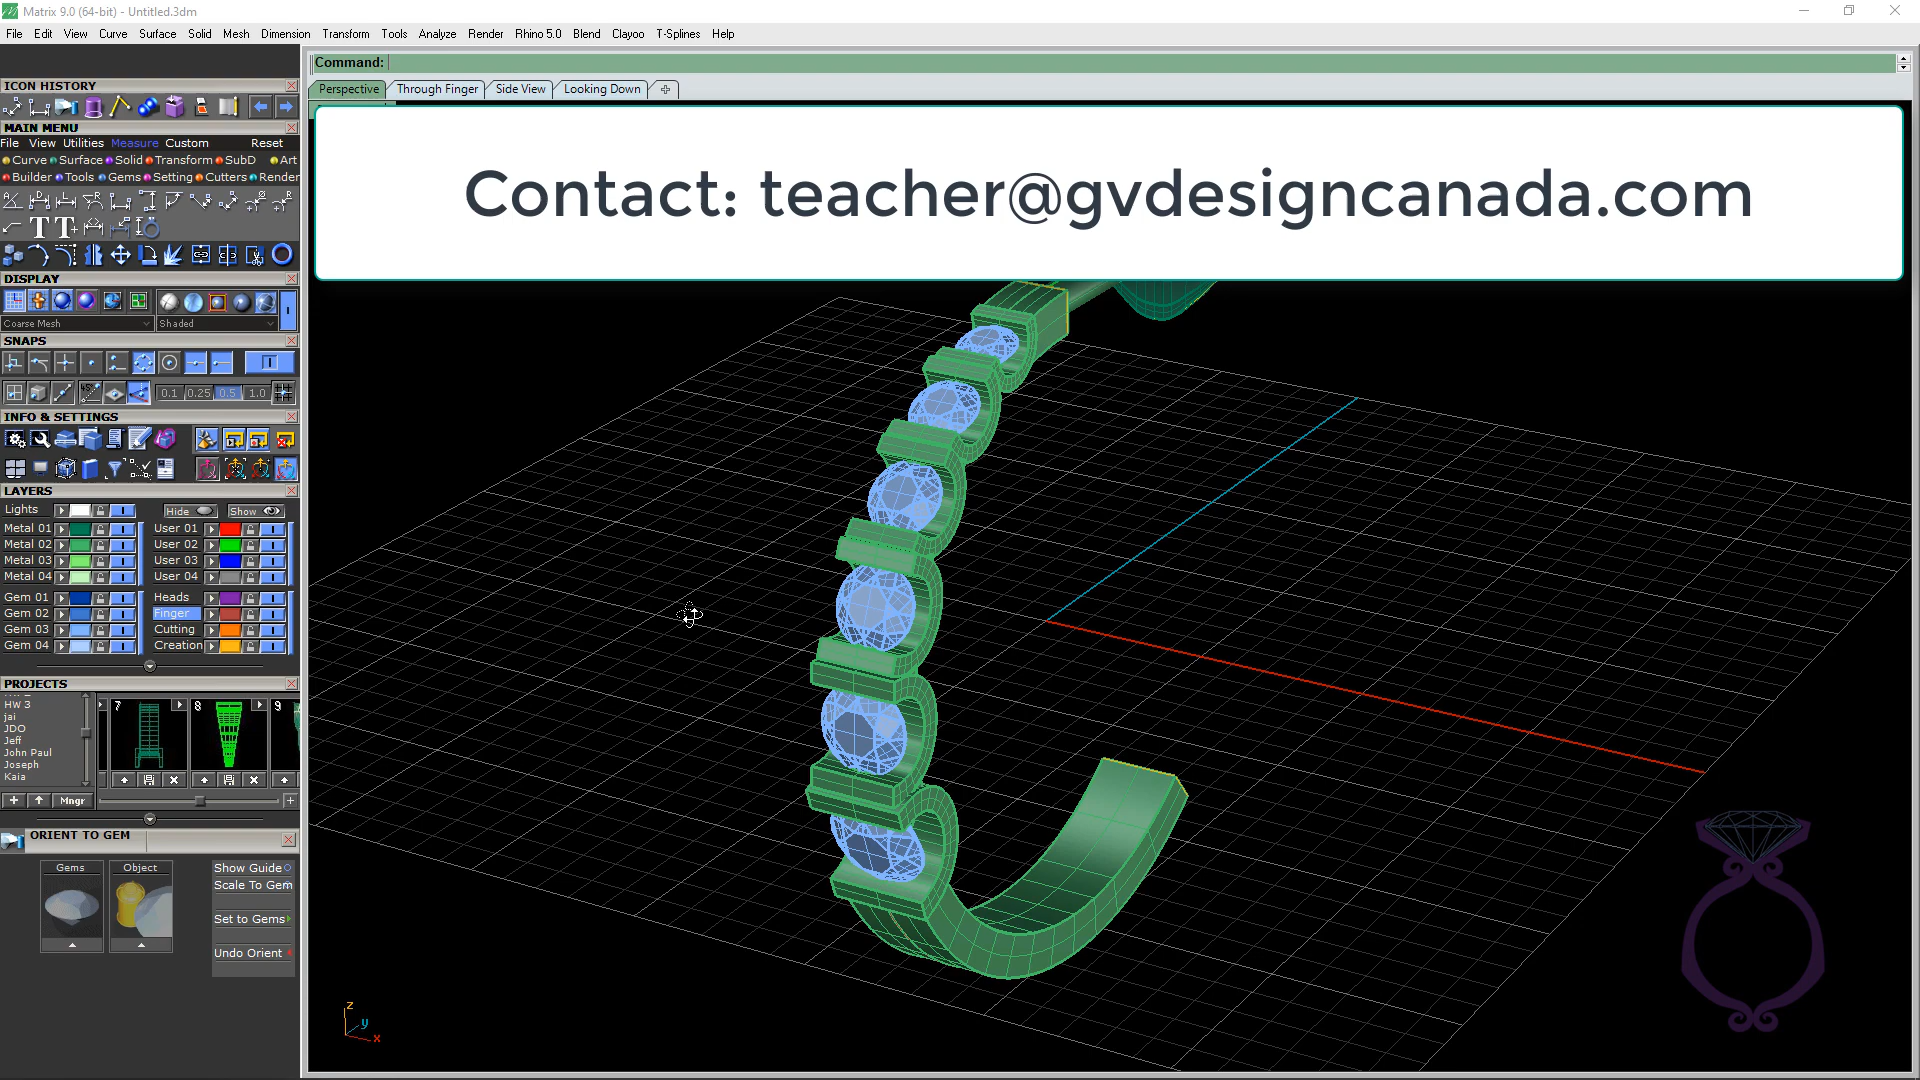 Matrix 9.0 (64-bit) - Untitled.3dm
File Edit View Curve Surface Solid Mesh Dimension Transform Tools Analyze Render Rhino 5.0 Blend Clayoo T-Splines Help
Command:
Perspective Through Finger Side View Looking Down
Contact: teacher@gvdesigncanada.com
ICON HISTORY
MAIN MENU
File View Utilities Measure Custom Reset
Curve Surface Solid Transform SubD Art
Builder Tools Gems Setting Cutters Render
DISPLAY
Coarse Mesh Shaded
SNAPS
0.1 0.25 0.5 1.0
INFO & SETTINGS
LAYERS
Lights Hide Show
Metal 01 User 01
Metal 02 User 02
Metal 03 User 03
Metal 04 User 04
Gem 01 Heads
Gem 02 Finger
Gem 03 Cutting
Gem 04 Creation
PROJECTS
HW 3
jai
JDO
Jeff
John Paul
Joseph
Kaia
7 8 9
Mngr
ORIENT TO GEM
Gems Object
Show Guide
Scale To Gem
Set to Gems
Undo Orient
z
y
x